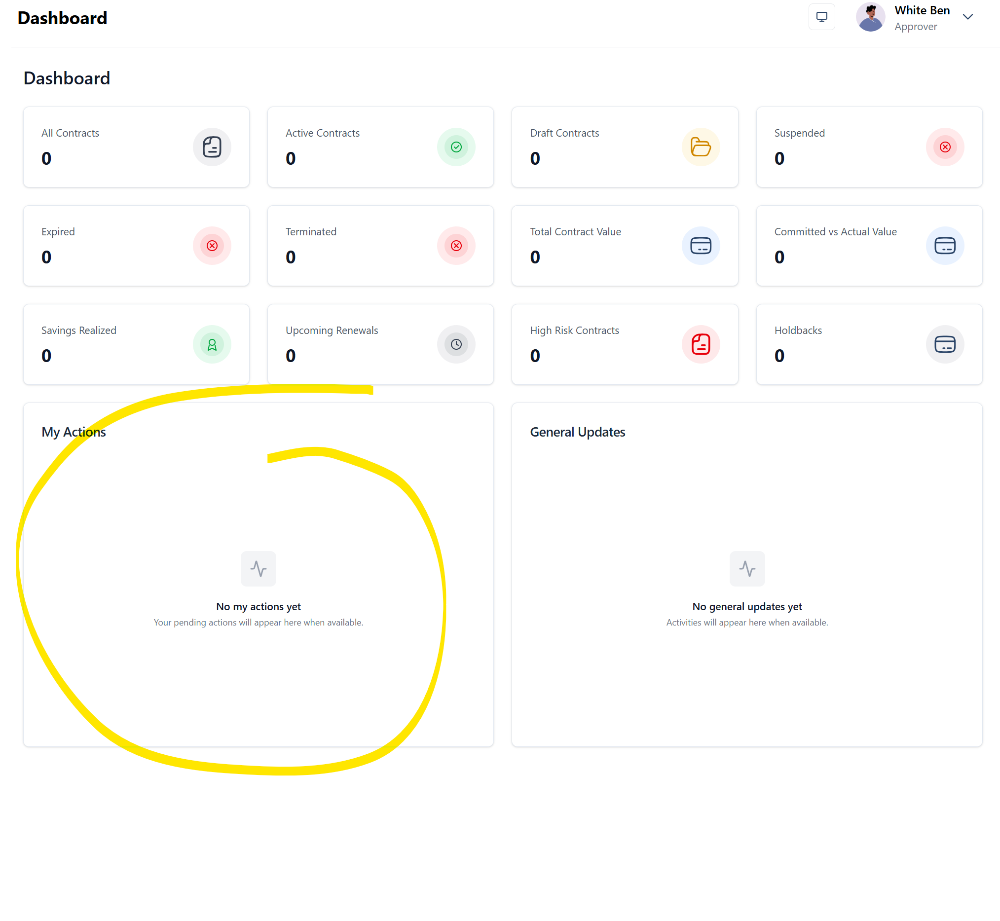 Dashboard
White Ben
Approver
Dashboard
All Contracts
0
Active Contracts
0
Draft Contracts
0
Suspended
0
Expired
0
Terminated
0
Total Contract Value
0
Committed vs Actual Value
0
Savings Realized
0
Upcoming Renewals
0
High Risk Contracts
0
Holdbacks
0
My Actions
No my actions yet
Your pending actions will appear here when available.
General Updates
No general updates yet
Activities will appear here when available.